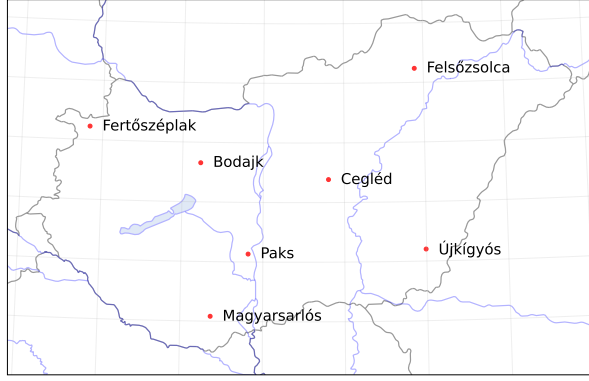 Felsőzsolca
Fertőszéplak
Bodajk
Cegléd
Újkígyós
Paks
Magyarsarlós